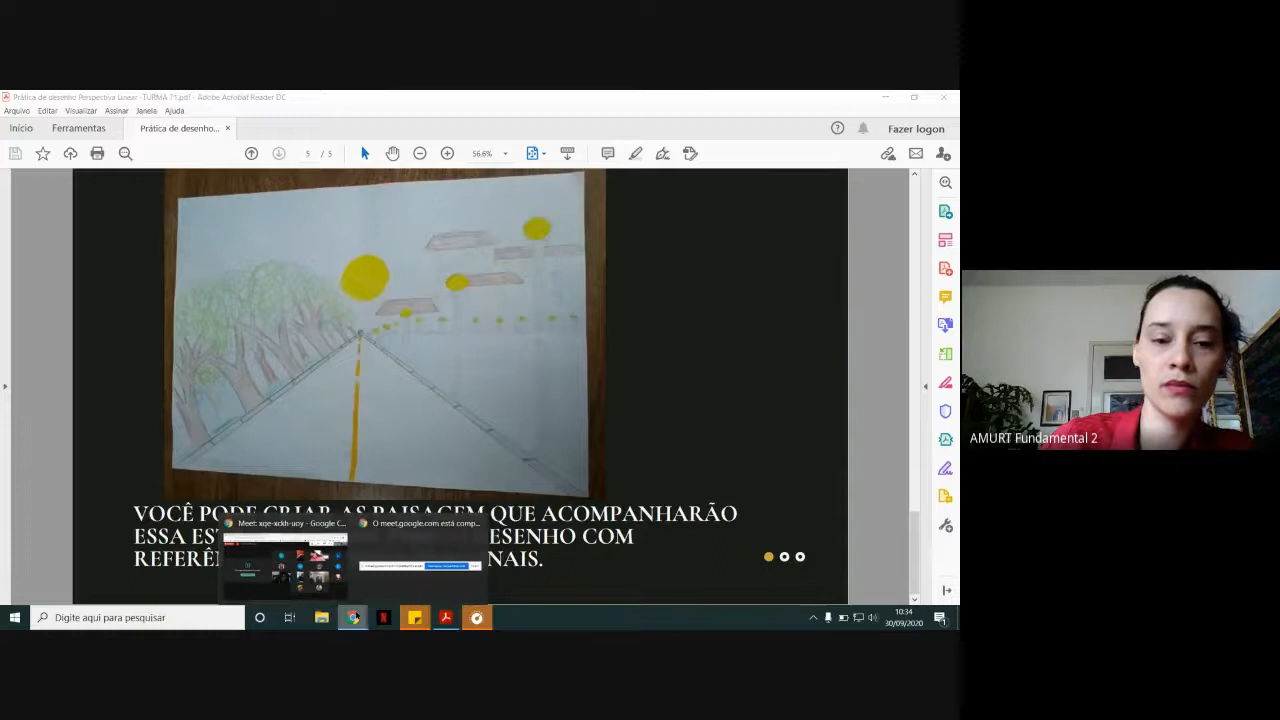 Prática de desenho Perspectiva Linear -TURMA 71.pdf - Adobe Acrobat Reader DC
Arquivo Editar Visualizar Assinar Janela Ajuda
Início Ferramentas Prática de desenho... × Fazer logon
5 / 5 56,6%
VOCÊ PODE CRIAR AS PAISAGEM QUE ACOMPANHARÃO
Meet: xqe-xckh-uoy - Google C... O meet.google.com está comp...
ESSA ES ESENHO COM
REFERÊN NAIS.
AMURT Fundamental 2
Digite aqui para pesquisar
10:34
30/09/2020